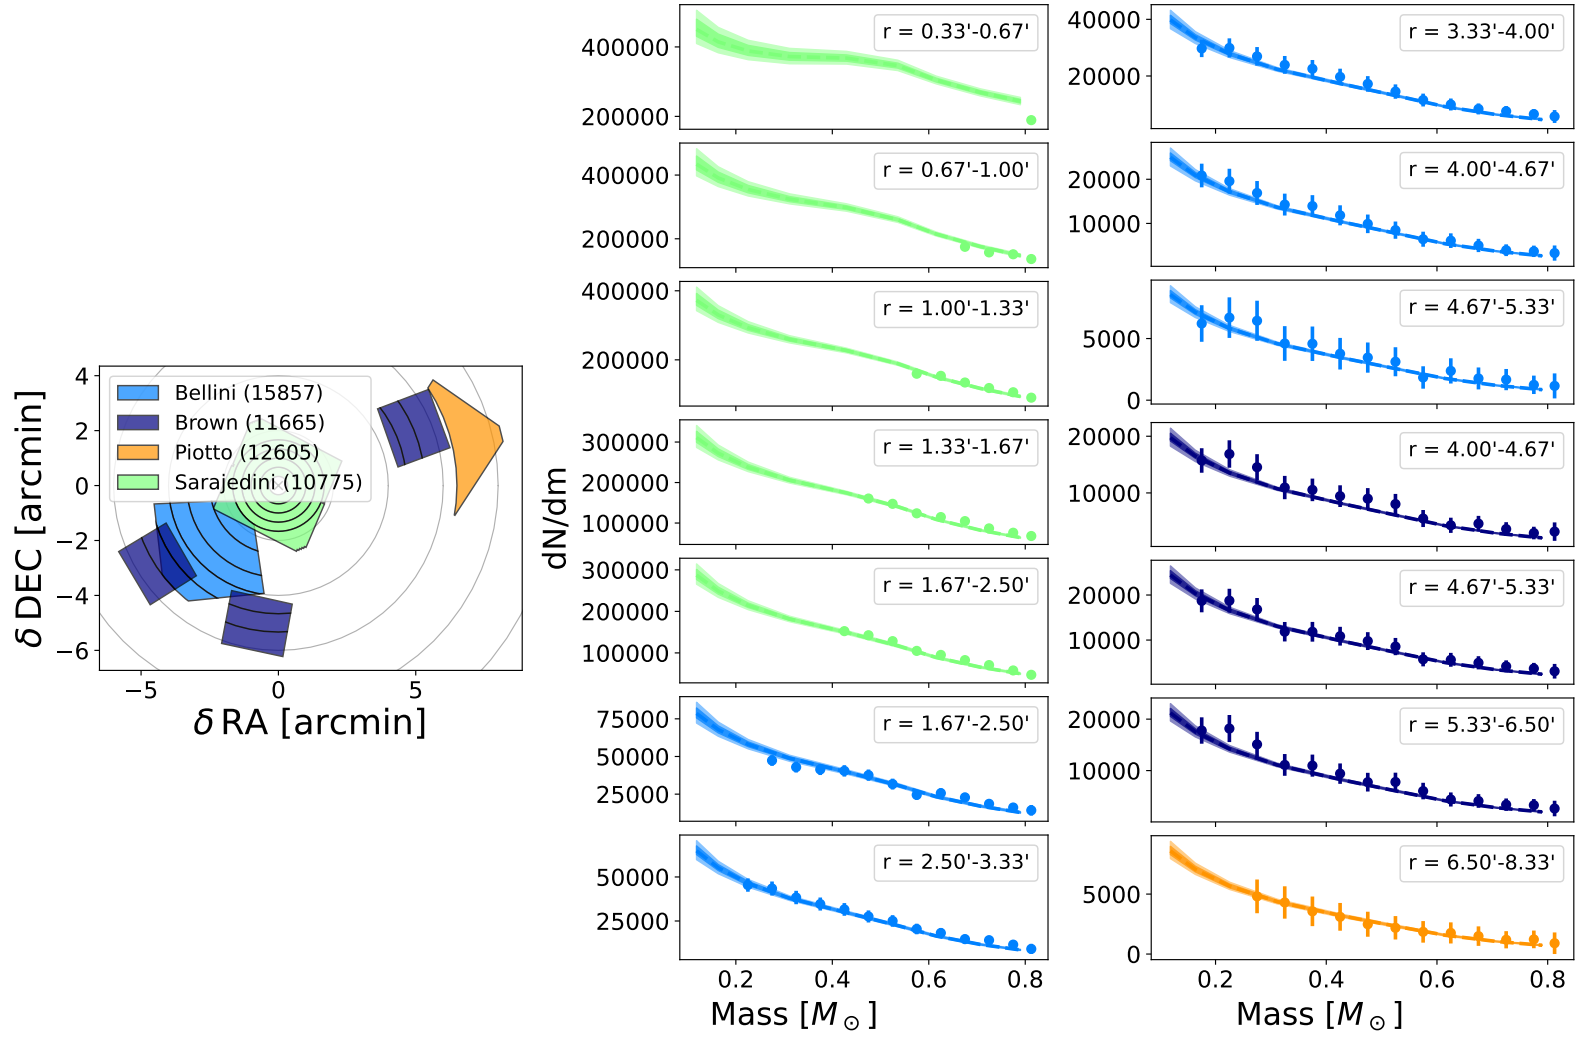 4
2
0
−2
−4
−6
−5
0
5
δ DEC [arcmin]
δ RA [arcmin]
Bellini (15857)
Brown (11665)
Piotto (12605)
Sarajedini (10775)
dN/dm
400000
200000
r = 0.33'-0.67'
400000
200000
r = 0.67'-1.00'
400000
200000
r = 1.00'-1.33'
300000
200000
100000
r = 1.33'-1.67'
300000
200000
100000
r = 1.67'-2.50'
75000
50000
25000
r = 1.67'-2.50'
50000
25000
r = 2.50'-3.33'
0.2
0.4
0.6
0.8
Mass [M⊙]
40000
20000
r = 3.33'-4.00'
20000
10000
r = 4.00'-4.67'
5000
0
r = 4.67'-5.33'
20000
10000
r = 4.00'-4.67'
20000
10000
r = 4.67'-5.33'
20000
10000
r = 5.33'-6.50'
5000
0
r = 6.50'-8.33'
0.2
0.4
0.6
0.8
Mass [M⊙]